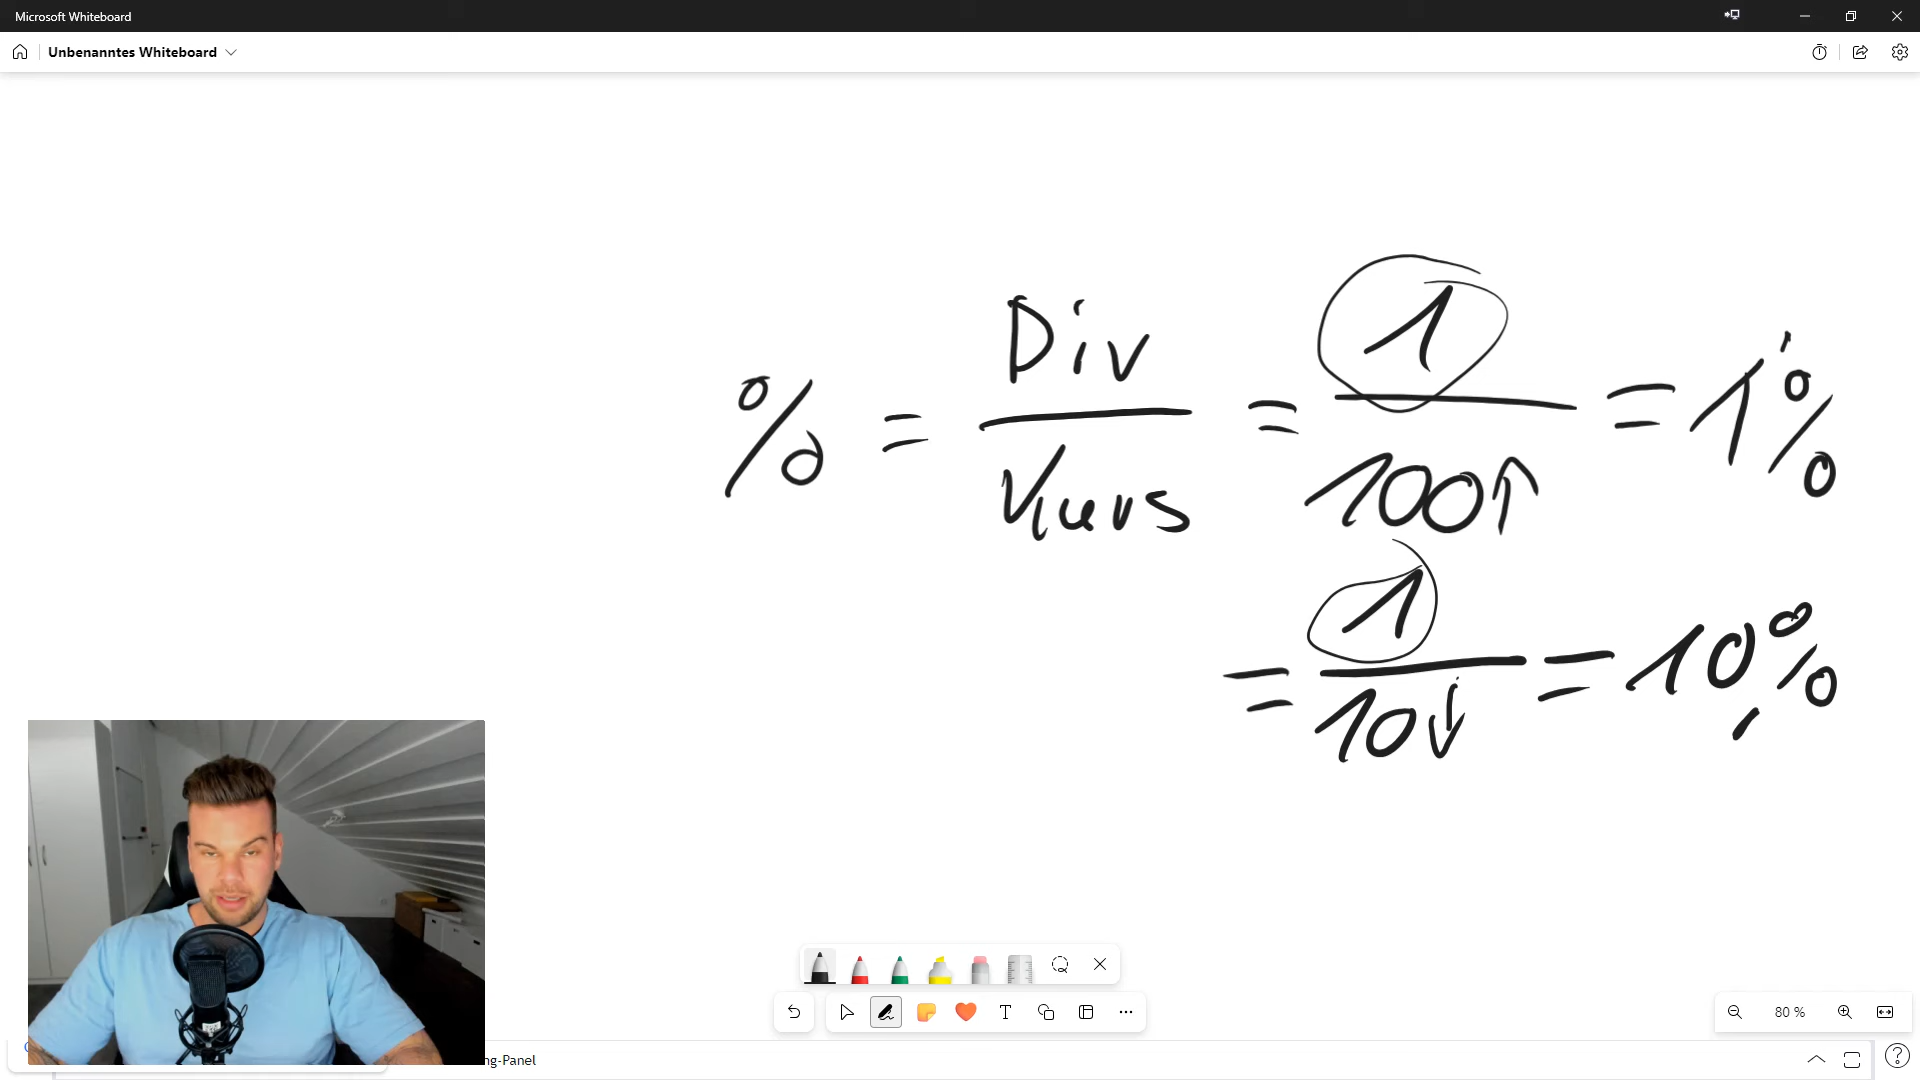 Microsoft Whiteboard
Unbenanntes Whiteboard
% = Div / Kurs = 1 / 100↑ = 1%
= 1 / 10↓ = 10%
80 %
ng-Panel